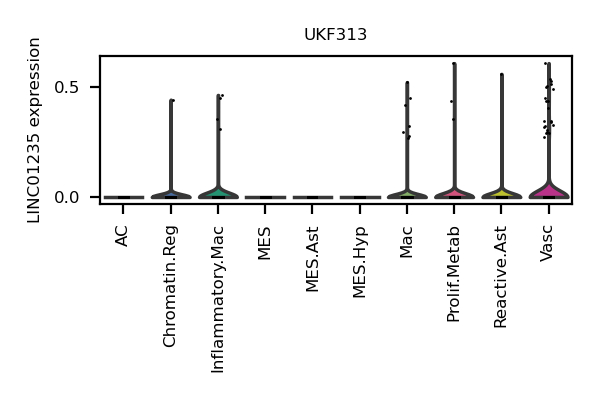 UKF313
LINC01235 expression
0.5
0.0
AC
Chromatin.Reg
Inflammatory.Mac
MES
MES.Ast
MES.Hyp
Mac
Prolif.Metab
Reactive.Ast
Vasc